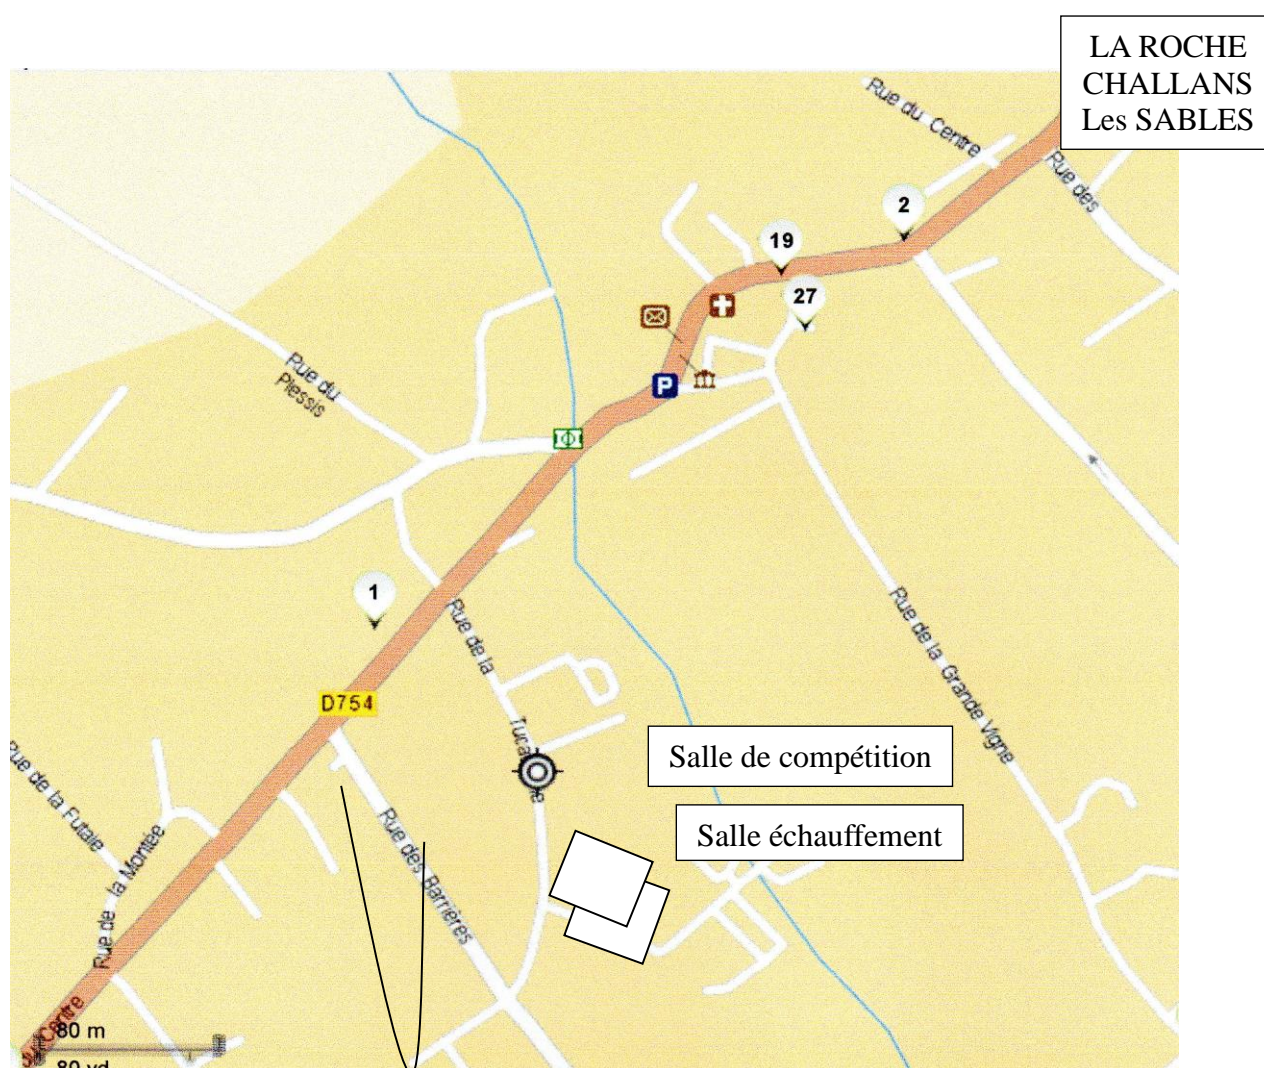 LA ROCHE
CHALLANS
Les SABLES
Rue du Centre
Rue des
2
19
27
Rue du
Plessis
P
1
Rue de la
D754
Rue de la Grande Vigne
Salle de compétition
Rue de la Futaie
Salle échauffement
Rue des Barrières
Rue de la Montée
Centre
80 m
80 yd